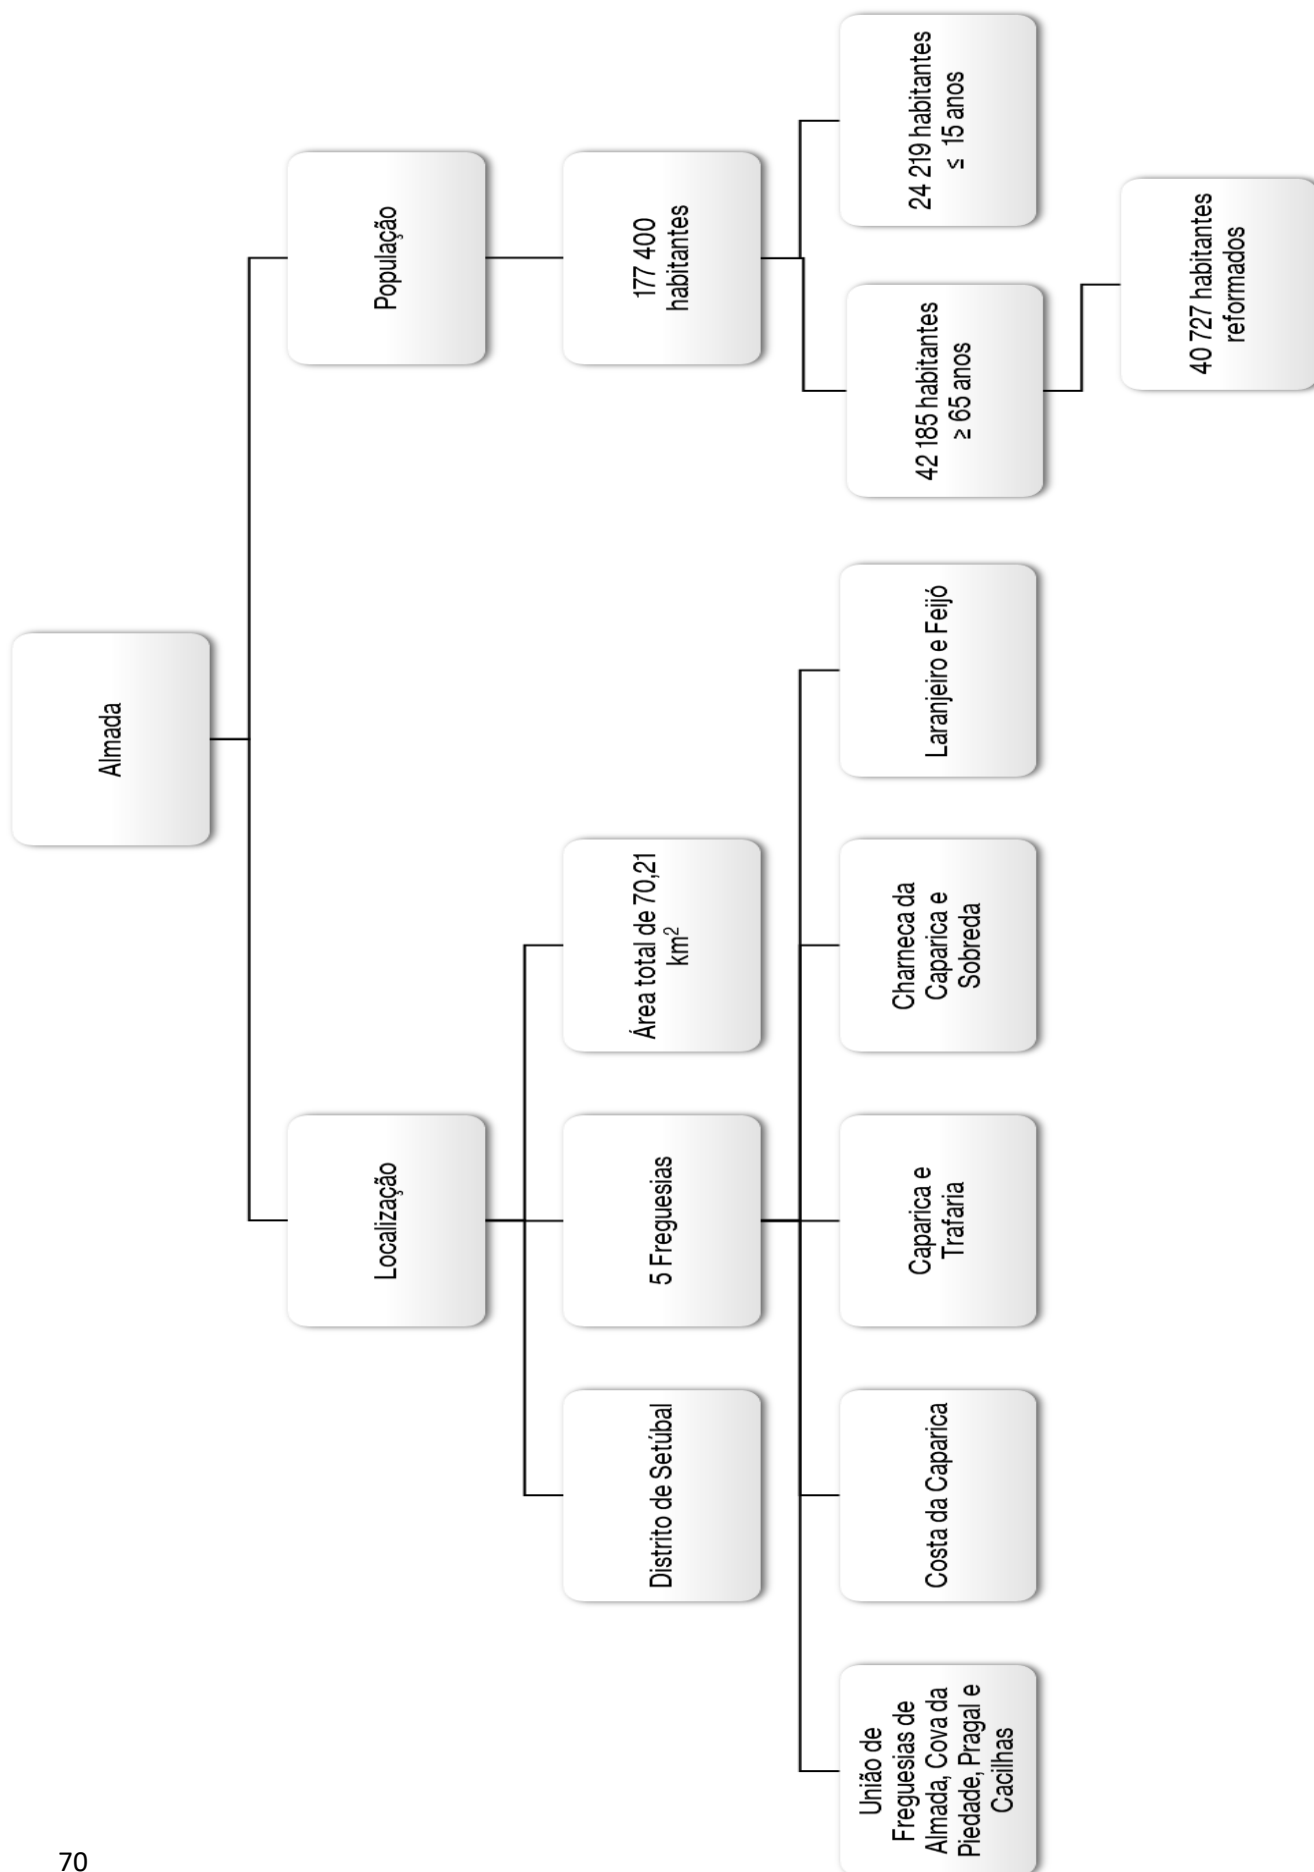 Almada
Localização
População
Distrito de Setúbal
5 Freguesias
Área total de 70,21
km²
177 400
habitantes
União de
Freguesias de
Almada, Cova da
Piedade, Pragal e
Cacilhas
Costa da Caparica
Caparica e
Trafaria
Charneca da
Caparica e
Sobreda
Laranjeiro e Feijó
42 185 habitantes
≥ 65 anos
24 219 habitantes
≤ 15 anos
40 727 habitantes
reformados
70